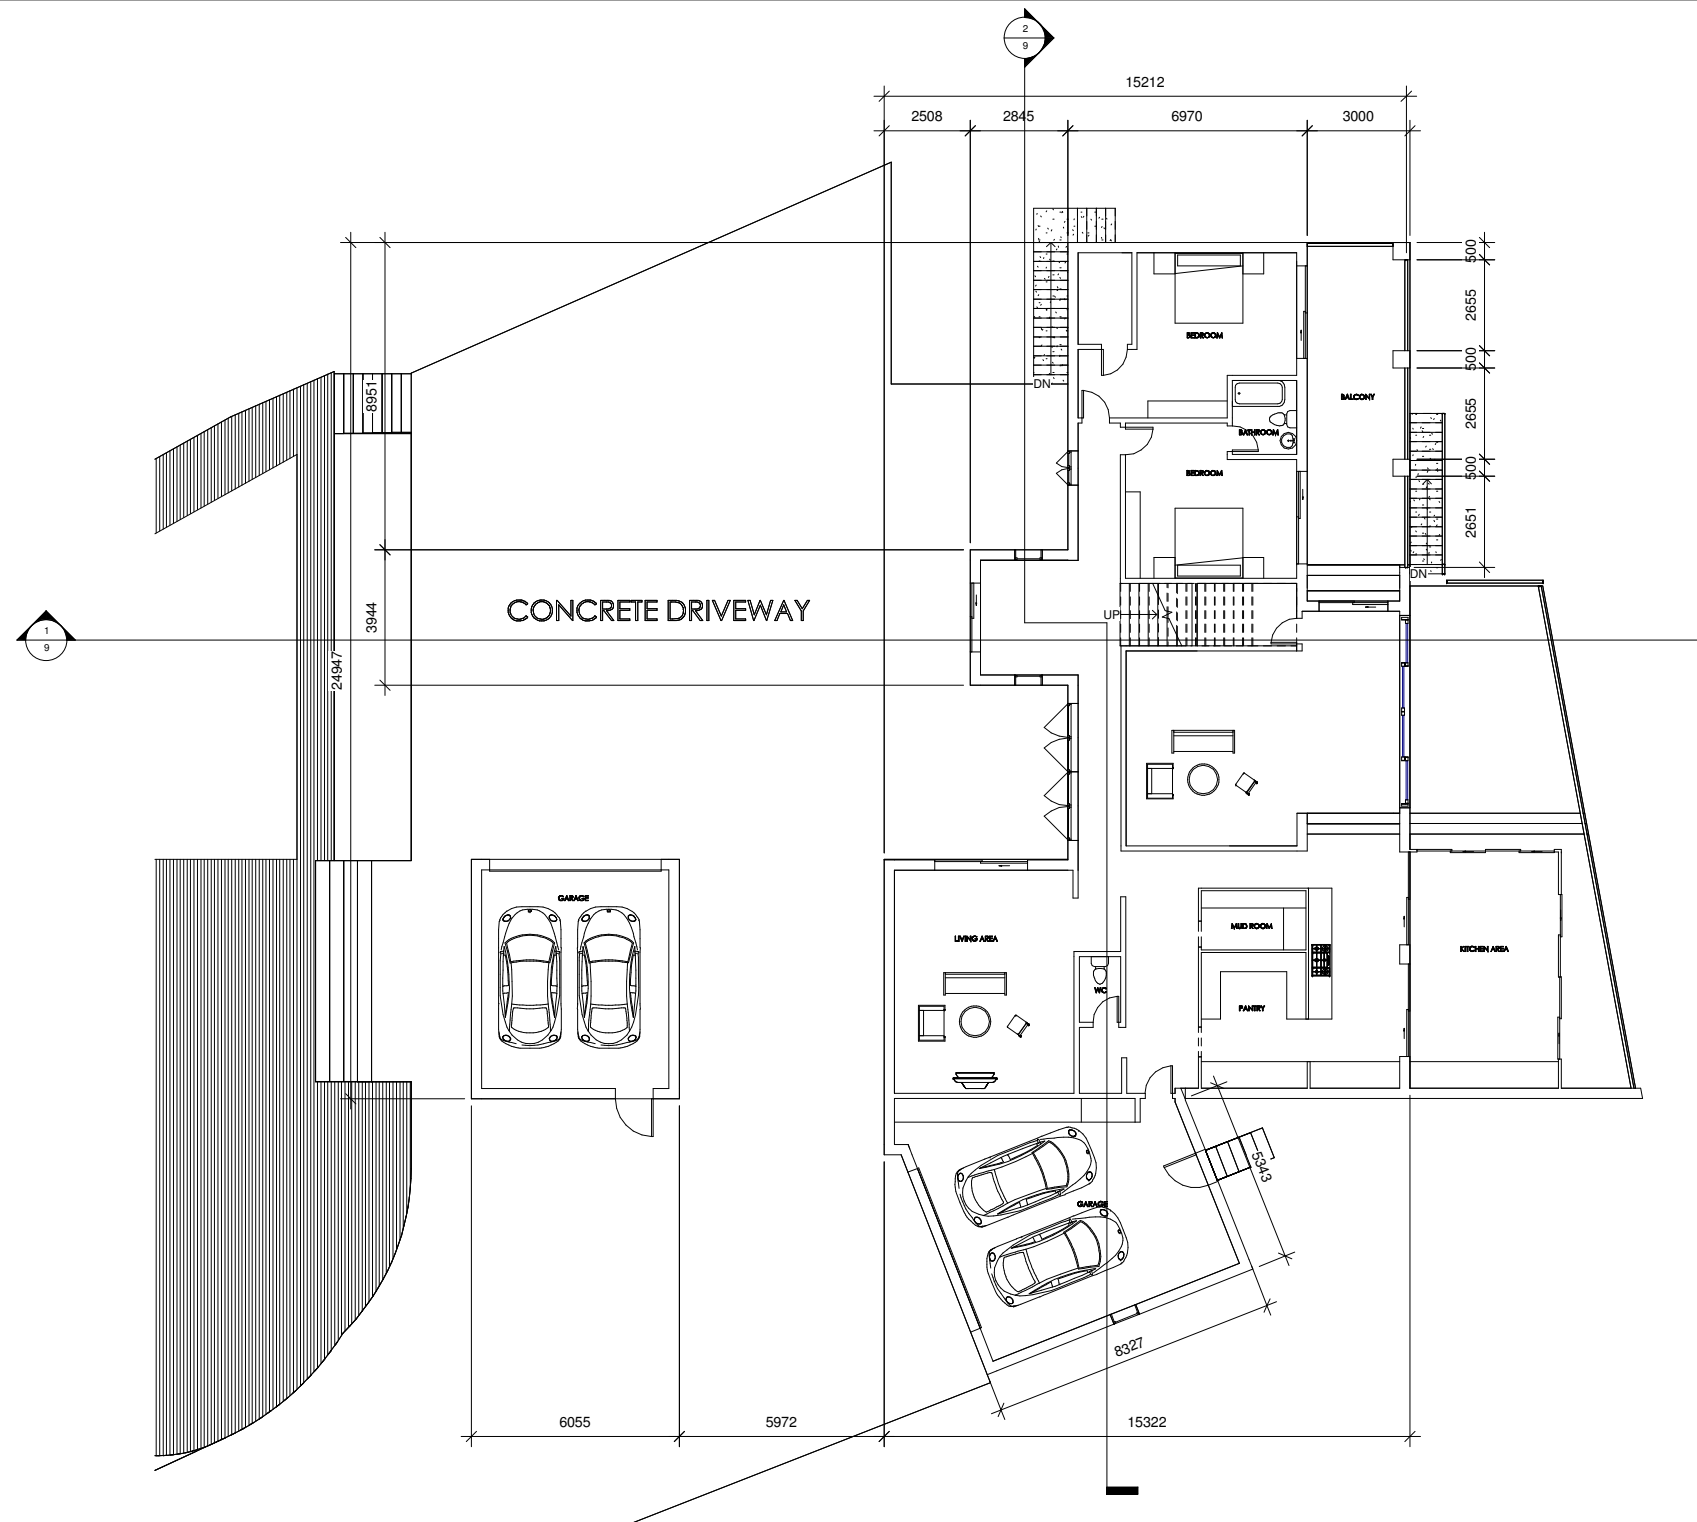 2
9
15212
2508
2845
6970
3000
500
2655
BEDROOM
500
DN
8951
BALCONY
2655
BATHROOM
500
BEDROOM
2651
DN
CONCRETE DRIVEWAY
3944
UP
1
9
24947
GARAGE
MUD ROOM
LIVING AREA
KITCHEN AREA
WC
PANTRY
5343
GARAGE
8327
6055
5972
15322